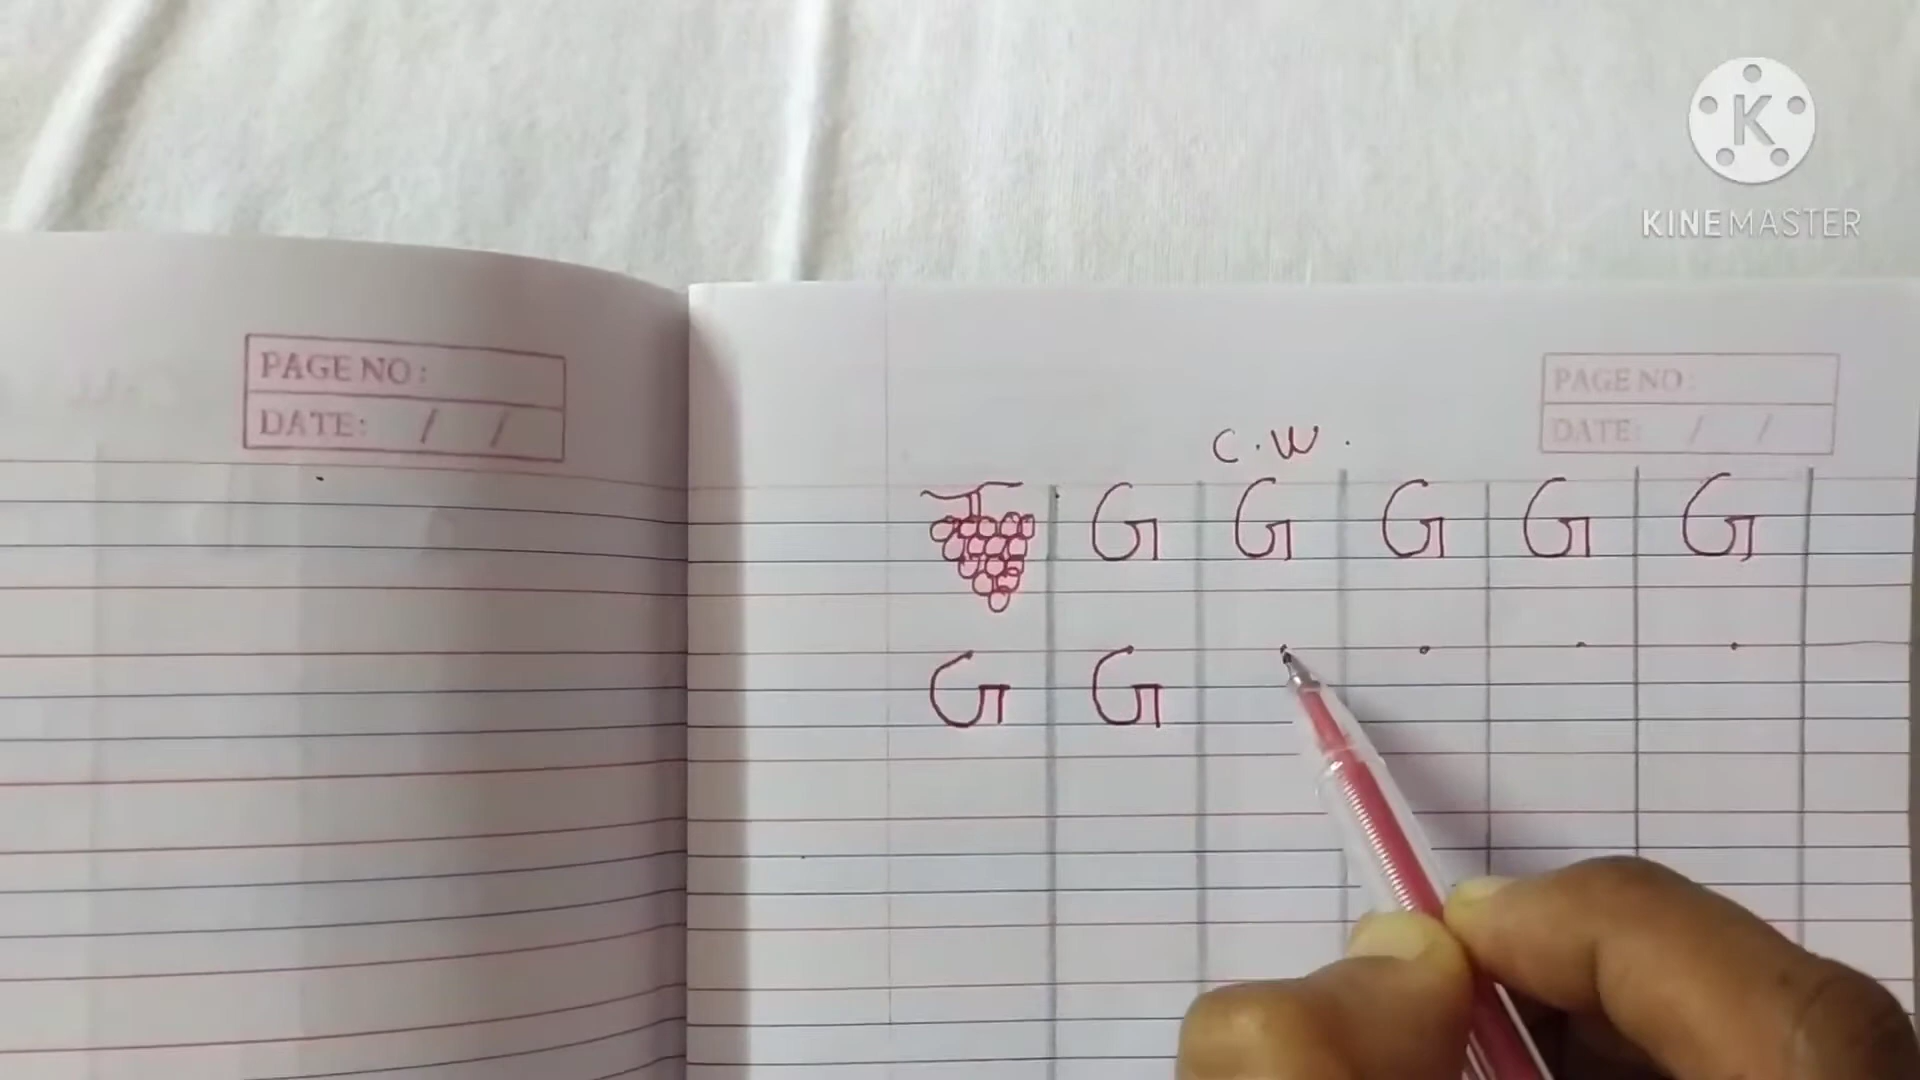 KINEMASTER
PAGE NO:
DATE: / /
PAGE NO:
DATE: / /
C.W.
G G G G G
G G